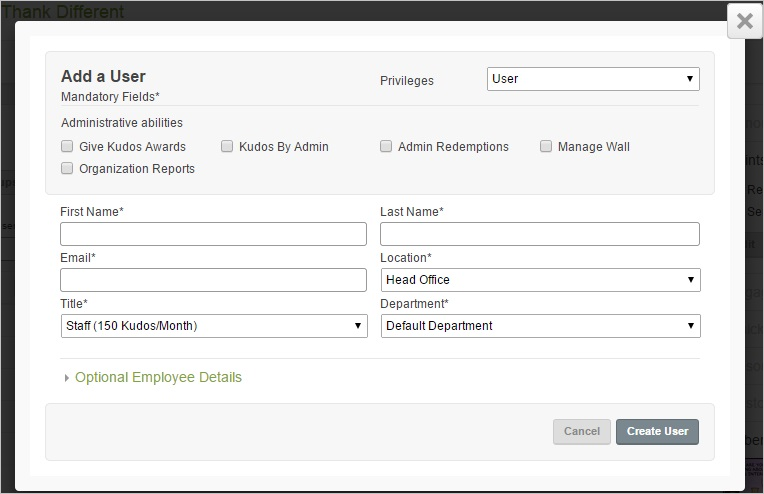 Thank Different
Add a User
Privileges User
Mandatory Fields*
Administrative abilities
Give Kudos Awards Kudos By Admin Admin Redemptions Manage Wall
Organization Reports
First Name* Last Name*
Email* Location*
Head Office
Title* Department*
Staff (150 Kudos/Month) Default Department
Optional Employee Details
Cancel Create User